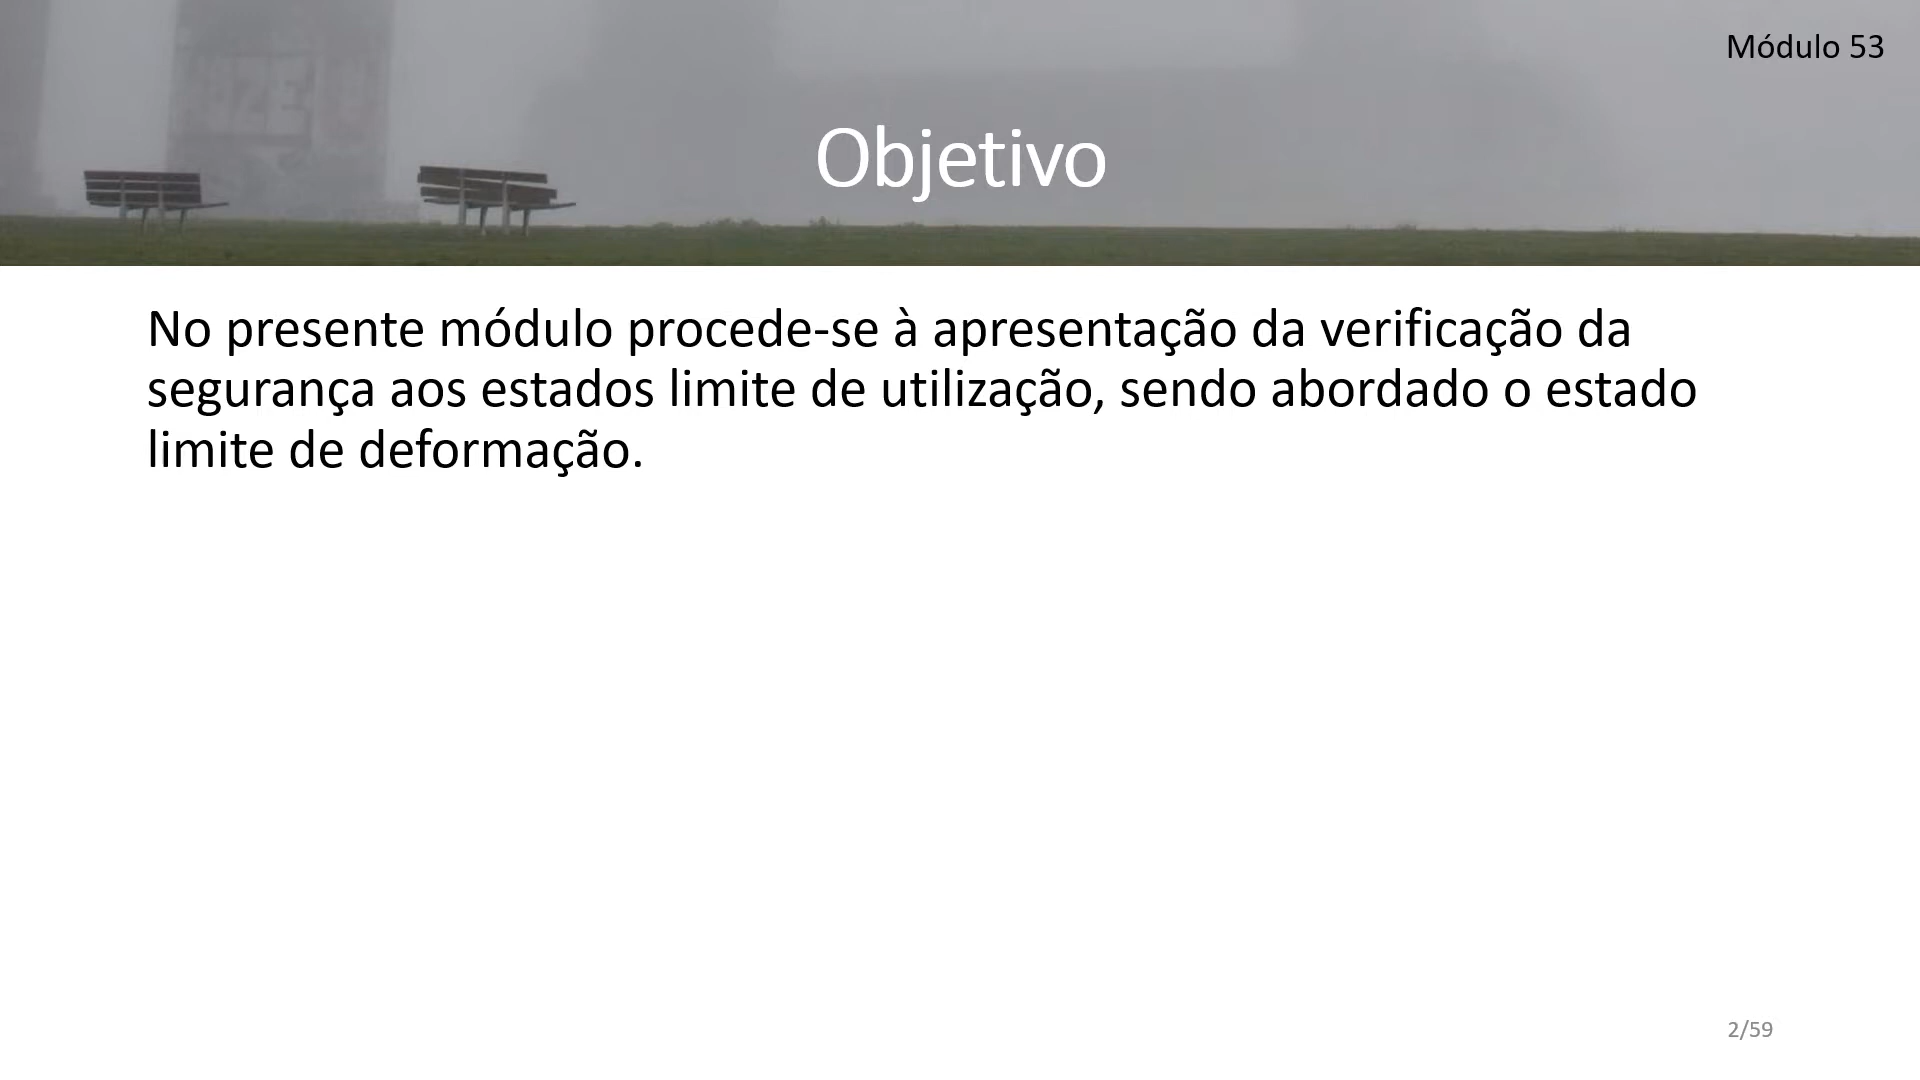 Módulo 53
Objetivo
No presente módulo procede-se à apresentação da verificação da
segurança aos estados limite de utilização, sendo abordado o estado
limite de deformação.
2/59